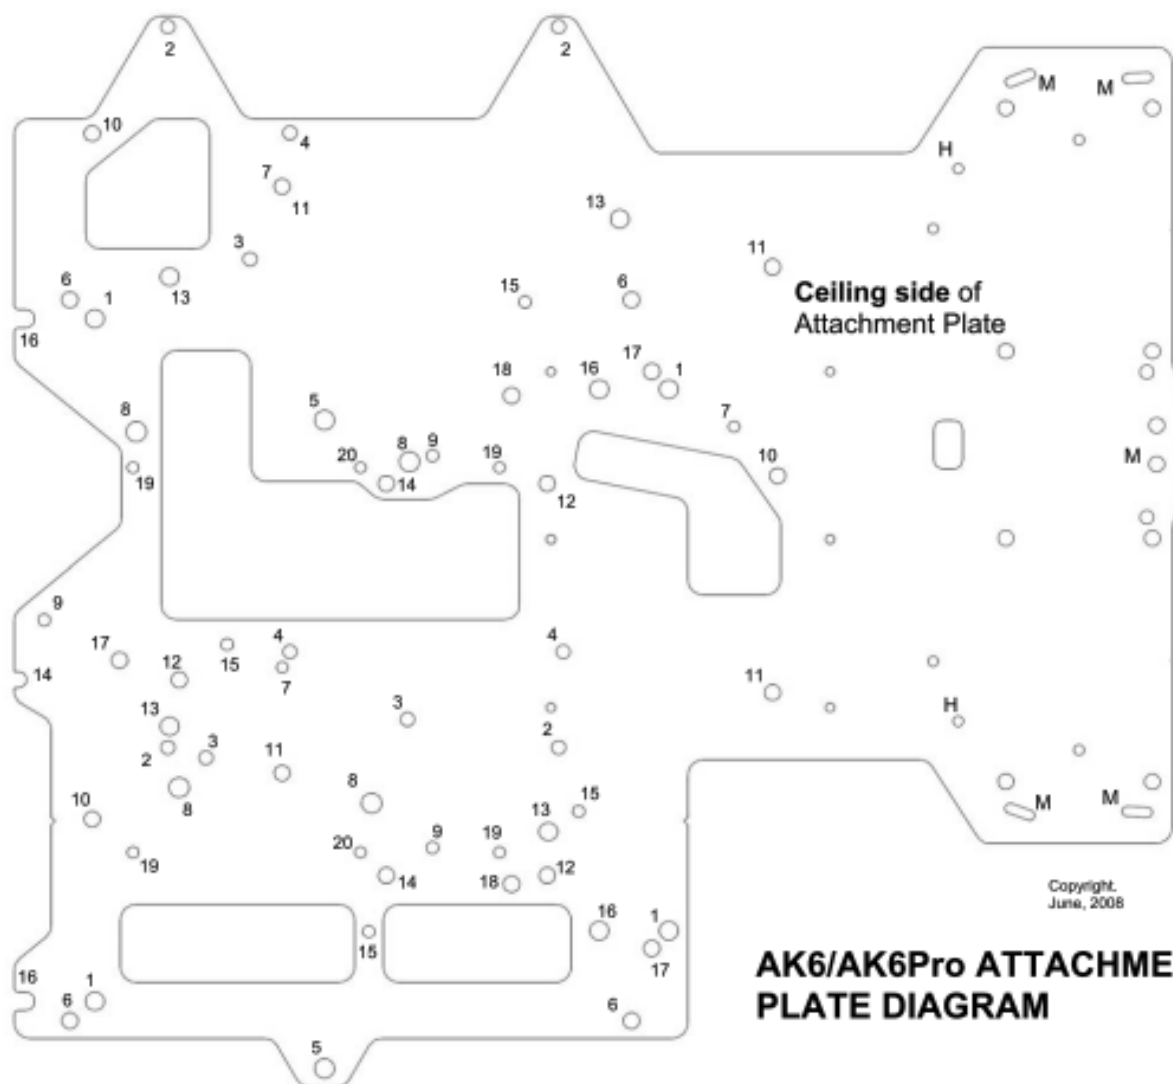 2 2
M M
10 4
H
7
11
13
3
11
6 1 13 15 6
Ceiling side of
Attachment Plate
16
18 16 17 1
5
8 7
20 8 9 19 10 M
19 14 12
9
17 4 4
14 12 15
7 11
3 H
13
2 3 11 2
8 15
10 8 13 M M
9 19
19 20 14 18 12
Copyright.
June, 2008
16 1
15 17
AK6/AK6Pro ATTACHME
PLATE DIAGRAM
16 1
6 6
5